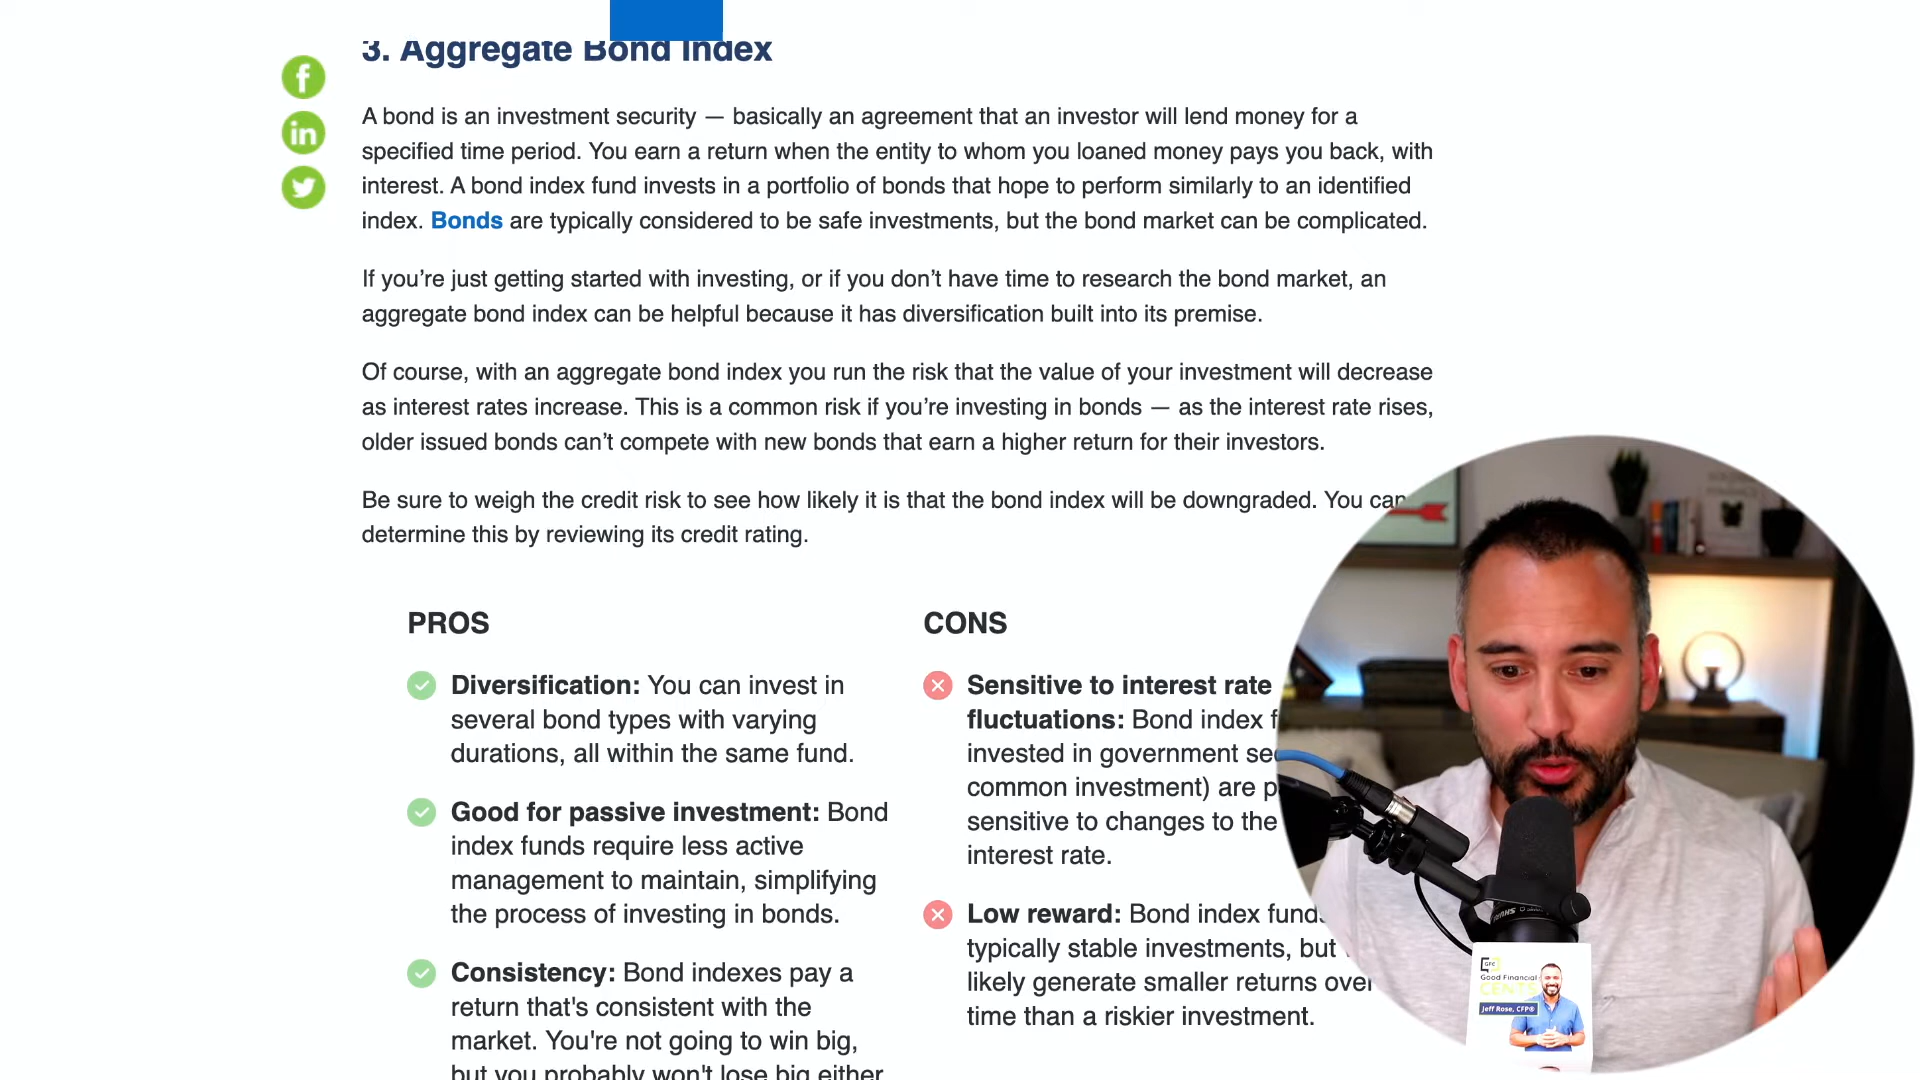 3. Aggregate Bond Index
A bond is an investment security — basically an agreement that an investor will lend money for a
specified time period. You earn a return when the entity to whom you loaned money pays you back, with
interest. A bond index fund invests in a portfolio of bonds that hope to perform similarly to an identified
index. Bonds are typically considered to be safe investments, but the bond market can be complicated.
If you’re just getting started with investing, or if you don’t have time to research the bond market, an
aggregate bond index can be helpful because it has diversification built into its premise.
Of course, with an aggregate bond index you run the risk that the value of your investment will decrease
as interest rates increase. This is a common risk if you’re investing in bonds — as the interest rate rises,
older issued bonds can’t compete with new bonds that earn a higher return for their investors.
Be sure to weigh the credit risk to see how likely it is that the bond index will be downgraded. You can
determine this by reviewing its credit rating.
PROS
Diversification: You can invest in
several bond types with varying
durations, all within the same fund.
Good for passive investment: Bond
index funds require less active
management to maintain, simplifying
the process of investing in bonds.
Consistency: Bond indexes pay a
return that's consistent with the
market. You're not going to win big,
but you probably won't lose big either
CONS
Sensitive to interest rate
fluctuations: Bond index
invested in government
common investment) are
sensitive to changes to the
interest rate.
Low reward: Bond index funds
typically stable investments, but
likely generate smaller returns over
time than a riskier investment.
GFC
Good Financial
CENTS
Jeff Rose, CFP®
SHURE